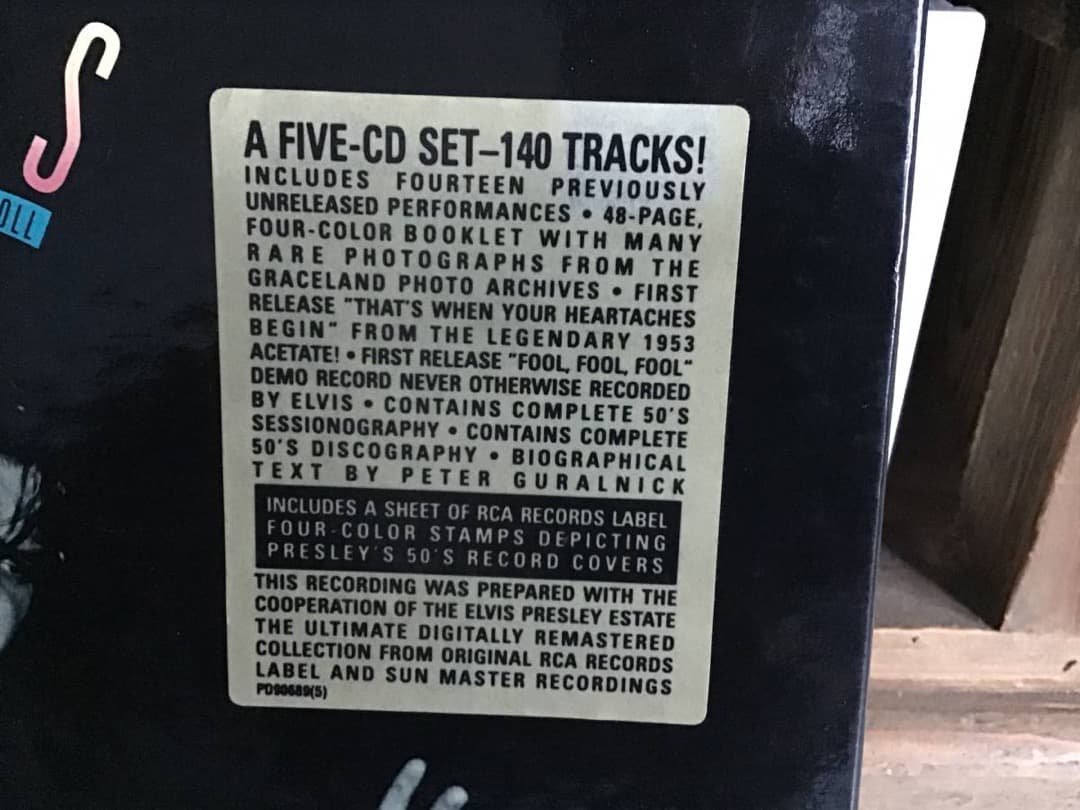 S
OLL
A FIVE-CD SET–140 TRACKS!
INCLUDES FOURTEEN PREVIOUSLY
UNRELEASED PERFORMANCES • 48-PAGE,
FOUR-COLOR BOOKLET WITH MANY
RARE PHOTOGRAPHS FROM THE
GRACELAND PHOTO ARCHIVES • FIRST
RELEASE "THAT'S WHEN YOUR HEARTACHES
BEGIN" FROM THE LEGENDARY 1953
ACETATE! • FIRST RELEASE "FOOL, FOOL, FOOL"
DEMO RECORD NEVER OTHERWISE RECORDED
BY ELVIS • CONTAINS COMPLETE 50'S
SESSIONOGRAPHY • CONTAINS COMPLETE
50'S DISCOGRAPHY • BIOGRAPHICAL
TEXT BY PETER GURALNICK
INCLUDES A SHEET OF RCA RECORDS LABEL
FOUR-COLOR STAMPS DEPICTING
PRESLEY'S 50'S RECORD COVERS
THIS RECORDING WAS PREPARED WITH THE
COOPERATION OF THE ELVIS PRESLEY ESTATE
THE ULTIMATE DIGITALLY REMASTERED
COLLECTION FROM ORIGINAL RCA RECORDS
LABEL AND SUN MASTER RECORDINGS
PD90689(5)